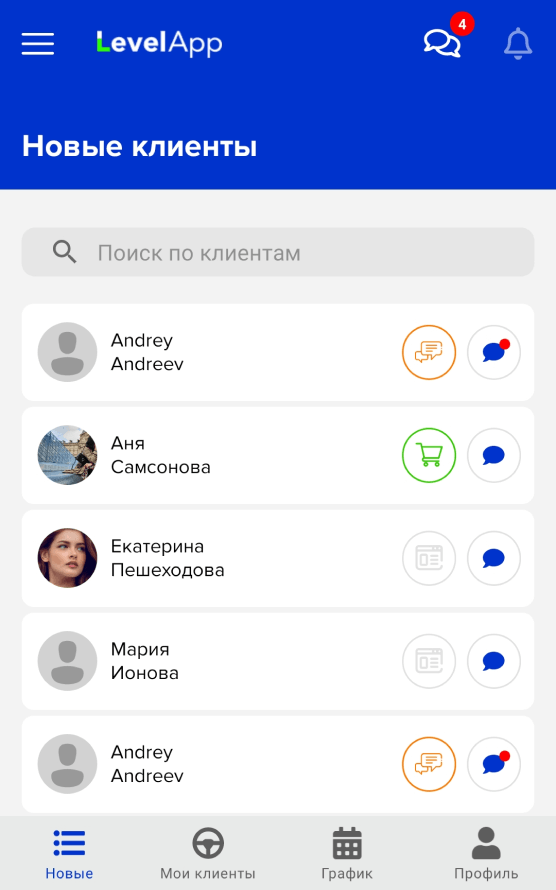 LevelApp
4
Новые клиенты
Поиск по клиентам
Andrey
Andreev
Аня
Самсонова
Екатерина
Пешеходова
Мария
Ионова
Andrey
Andreev
Новые
Мои клиенты
График
Профиль